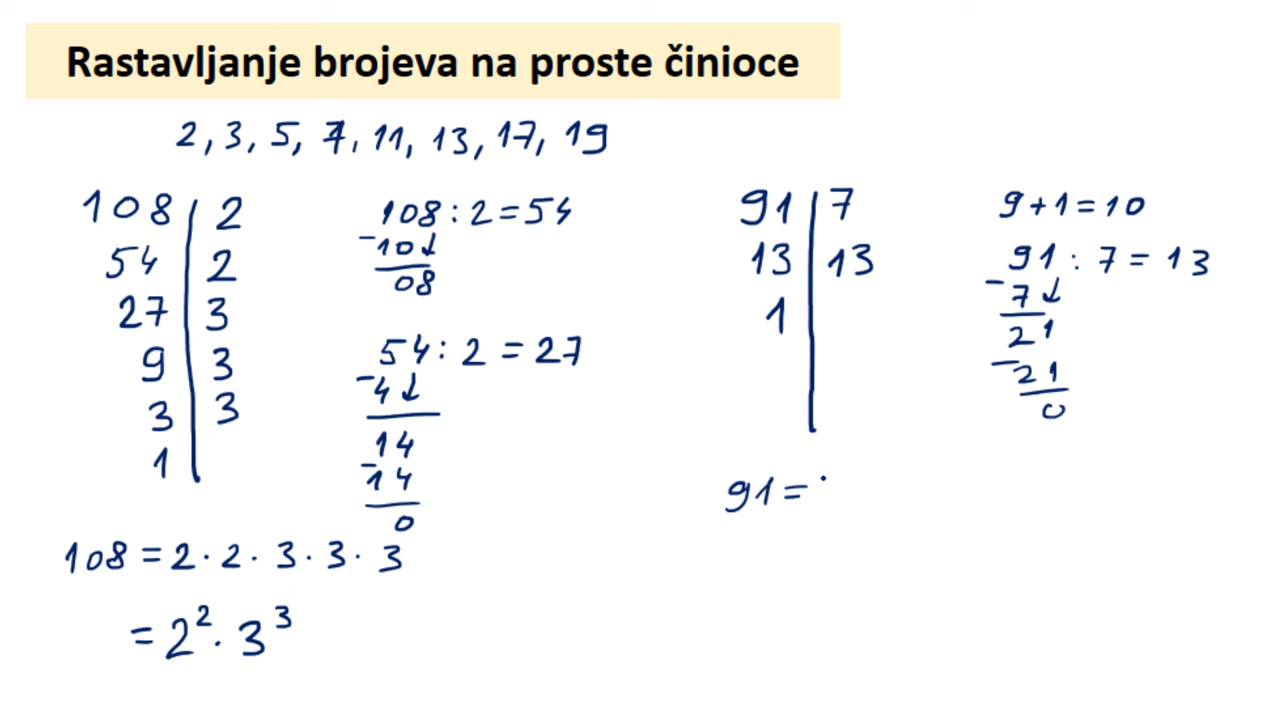 Rastavljanje brojeva na proste činioce
2, 3, 5, 7, 11, 13, 17, 19
108 | 2
54 | 2
27 | 3
9 | 3
3 | 3
1 |
108 : 2 = 54
-10↓
08
54 : 2 = 27
-4↓
14
-14
0
108 = 2 · 2 · 3 · 3 · 3
= 2² · 3³
91 | 7
13 | 13
1 |
9 + 1 = 10
91 : 7 = 13
-7↓
21
-21
0
91 =